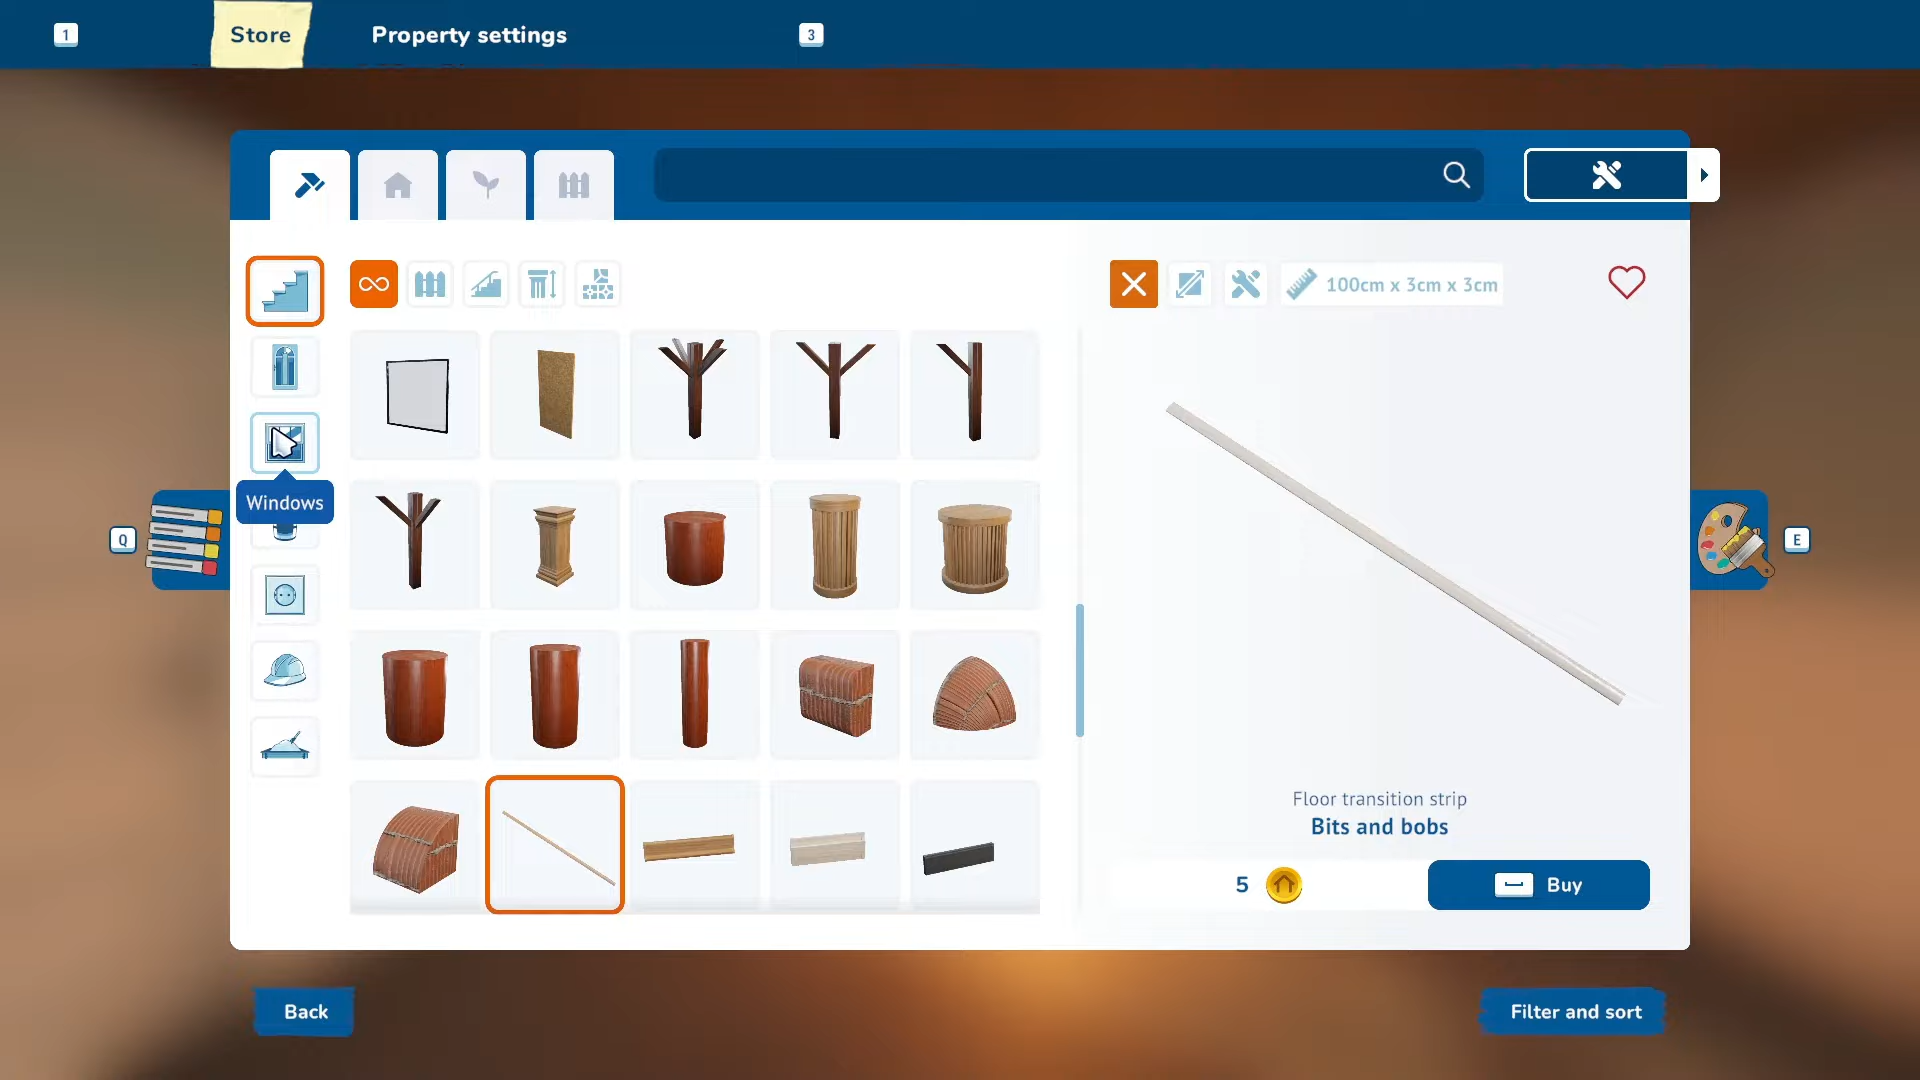 1
Store
Property settings
3
100cm x 3cm x 3cm
Windows
Q
E
Floor transition strip
Bits and bobs
5
Buy
Back
Filter and sort